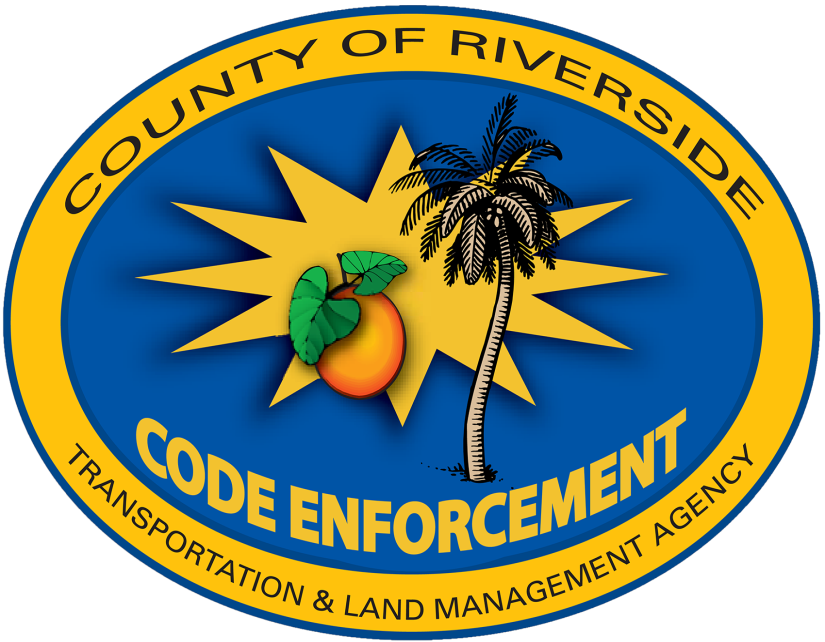 COUNTY OF RIVERSIDE
CODE ENFORCEMENT
TRANSPORTATION & LAND MANAGEMENT AGENCY